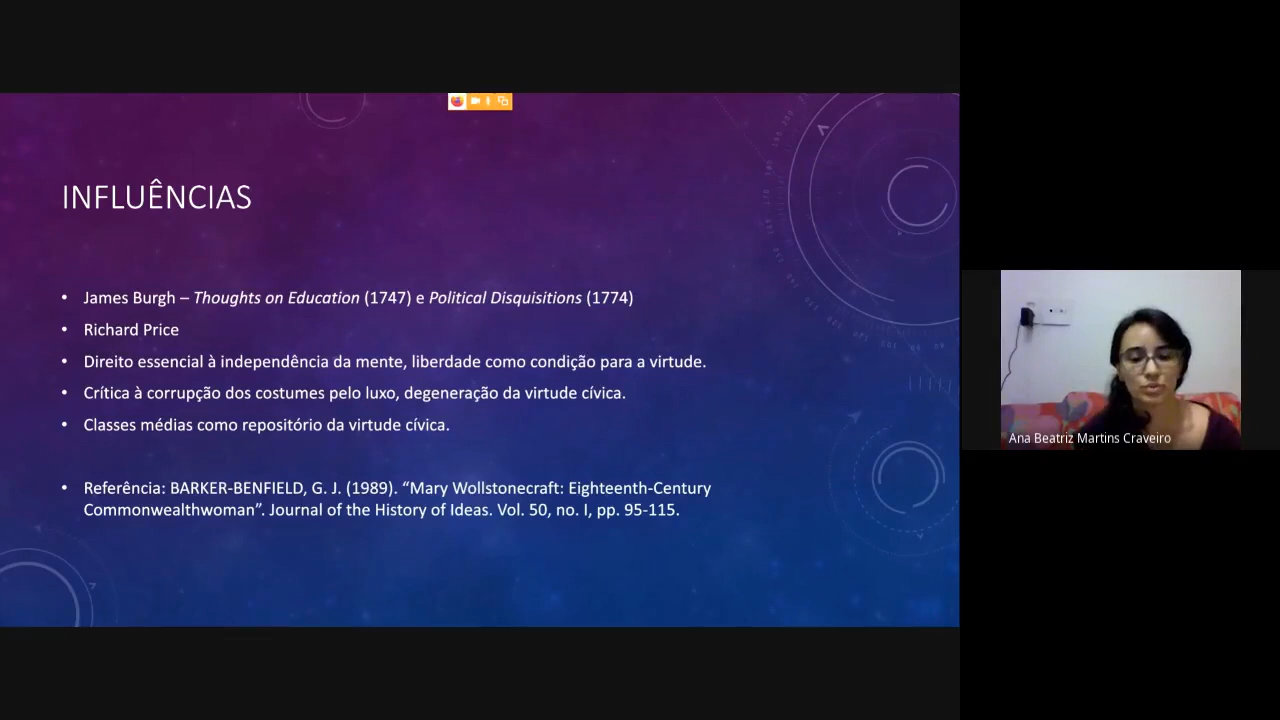 INFLUÊNCIAS
• James Burgh – Thoughts on Education (1747) e Political Disquisitions (1774)
• Richard Price
• Direito essencial à independência da mente, liberdade como condição para a virtude.
• Crítica à corrupção dos costumes pelo luxo, degeneração da virtude cívica.
• Classes médias como repositório da virtude cívica.
• Referência: BARKER-BENFIELD, G. J. (1989). “Mary Wollstonecraft: Eighteenth-Century
Commonwealthwoman”. Journal of the History of Ideas. Vol. 50, no. I, pp. 95-115.
Ana Beatriz Martins Craveiro